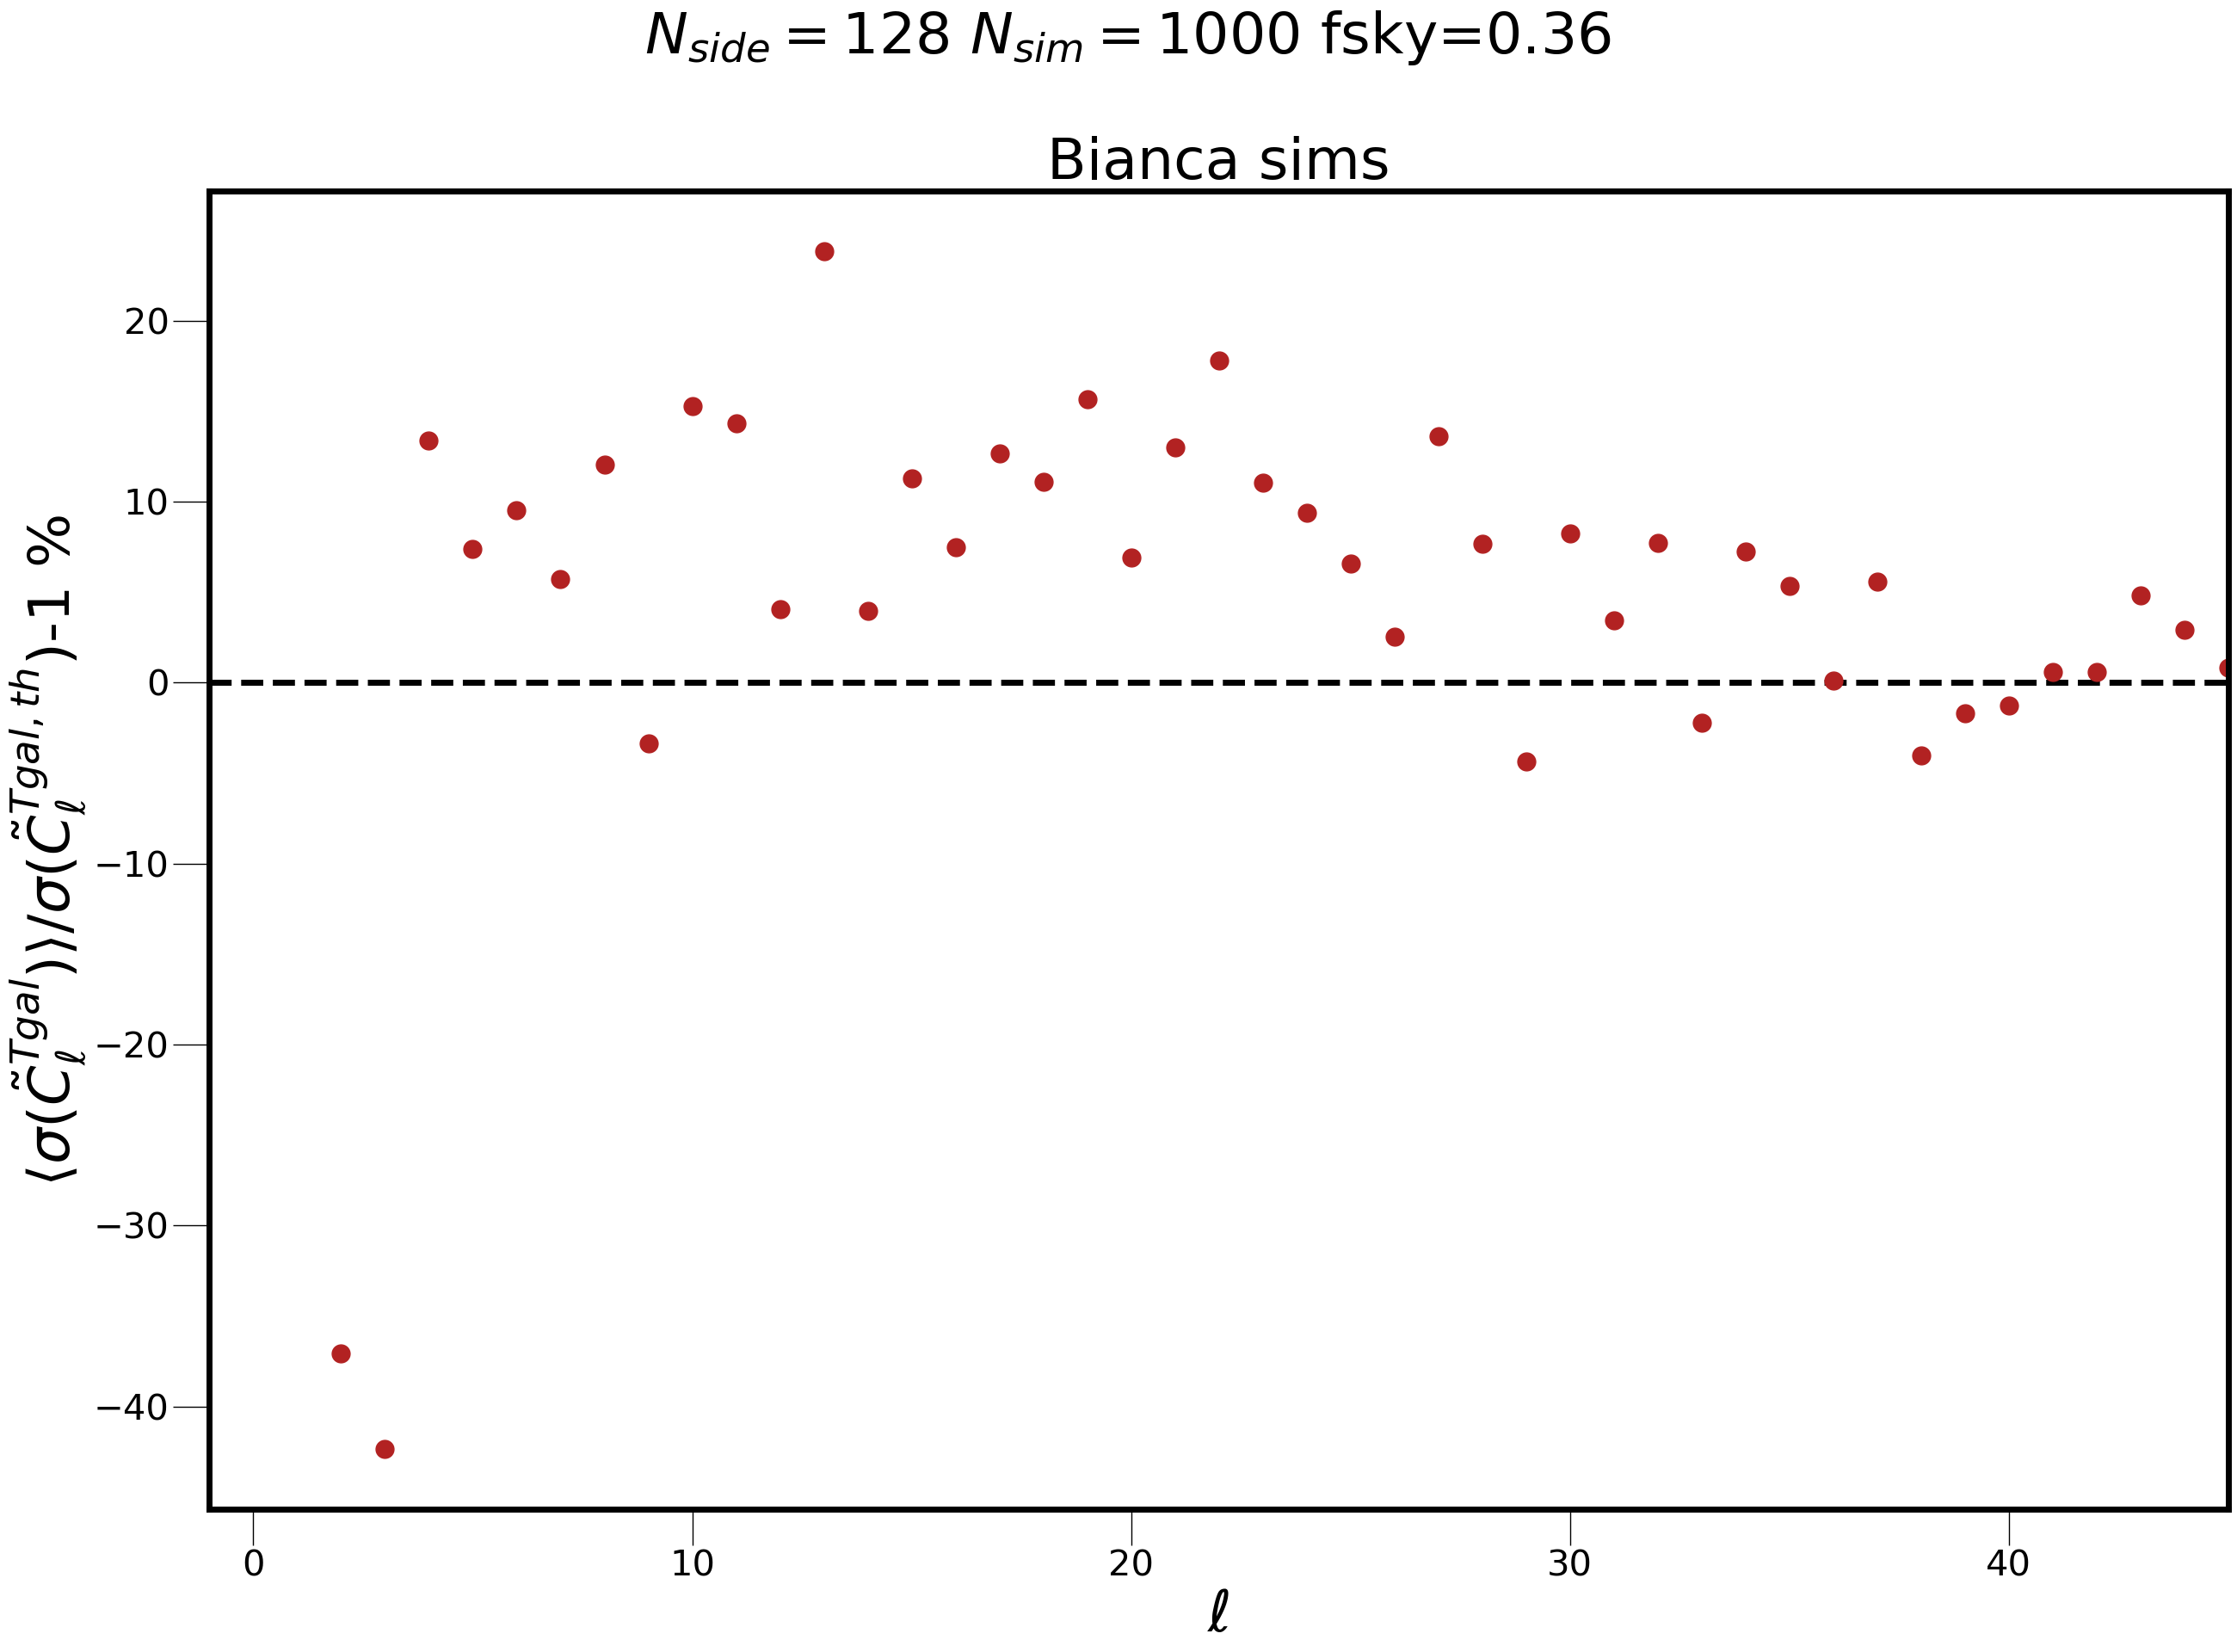 N_side = 128 N_sim = 1000 fsky=0.36
Bianca sims
⟨σ(C̃_ℓ^{Tgal})⟩/σ(C̃_ℓ^{Tgal,th})-1 %
20
10
0
−10
−20
−30
−40
0 10 20 30 40
ℓ